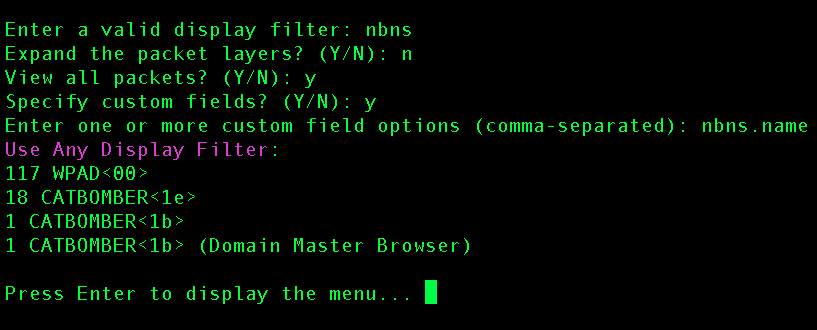 Enter a valid display filter: nbns
Expand the packet layers? (Y/N): n
View all packets? (Y/N): y
Specify custom fields? (Y/N): y
Enter one or more custom field options (comma-separated): nbns.name
Use Any Display Filter:
117 WPAD<00>
18 CATBOMBER<1e>
1 CATBOMBER<1b>
1 CATBOMBER<1b> (Domain Master Browser)
Press Enter to display the menu...